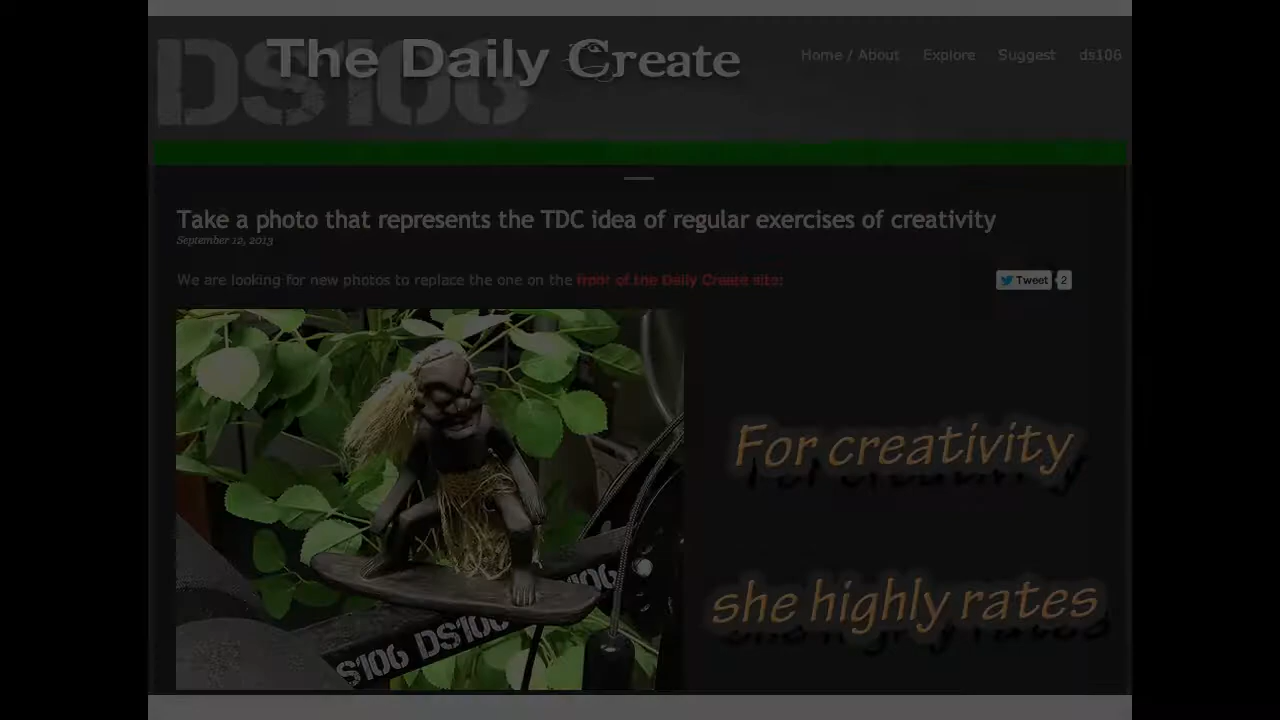 DS106
The Daily Create
Home / About Explore Suggest ds106
Take a photo that represents the TDC idea of regular exercises of creativity
September 12, 2013
We are looking for new photos to replace the one on the front of the Daily Create site:
Tweet 2
For creativity
she highly rates
106
S106 DS106